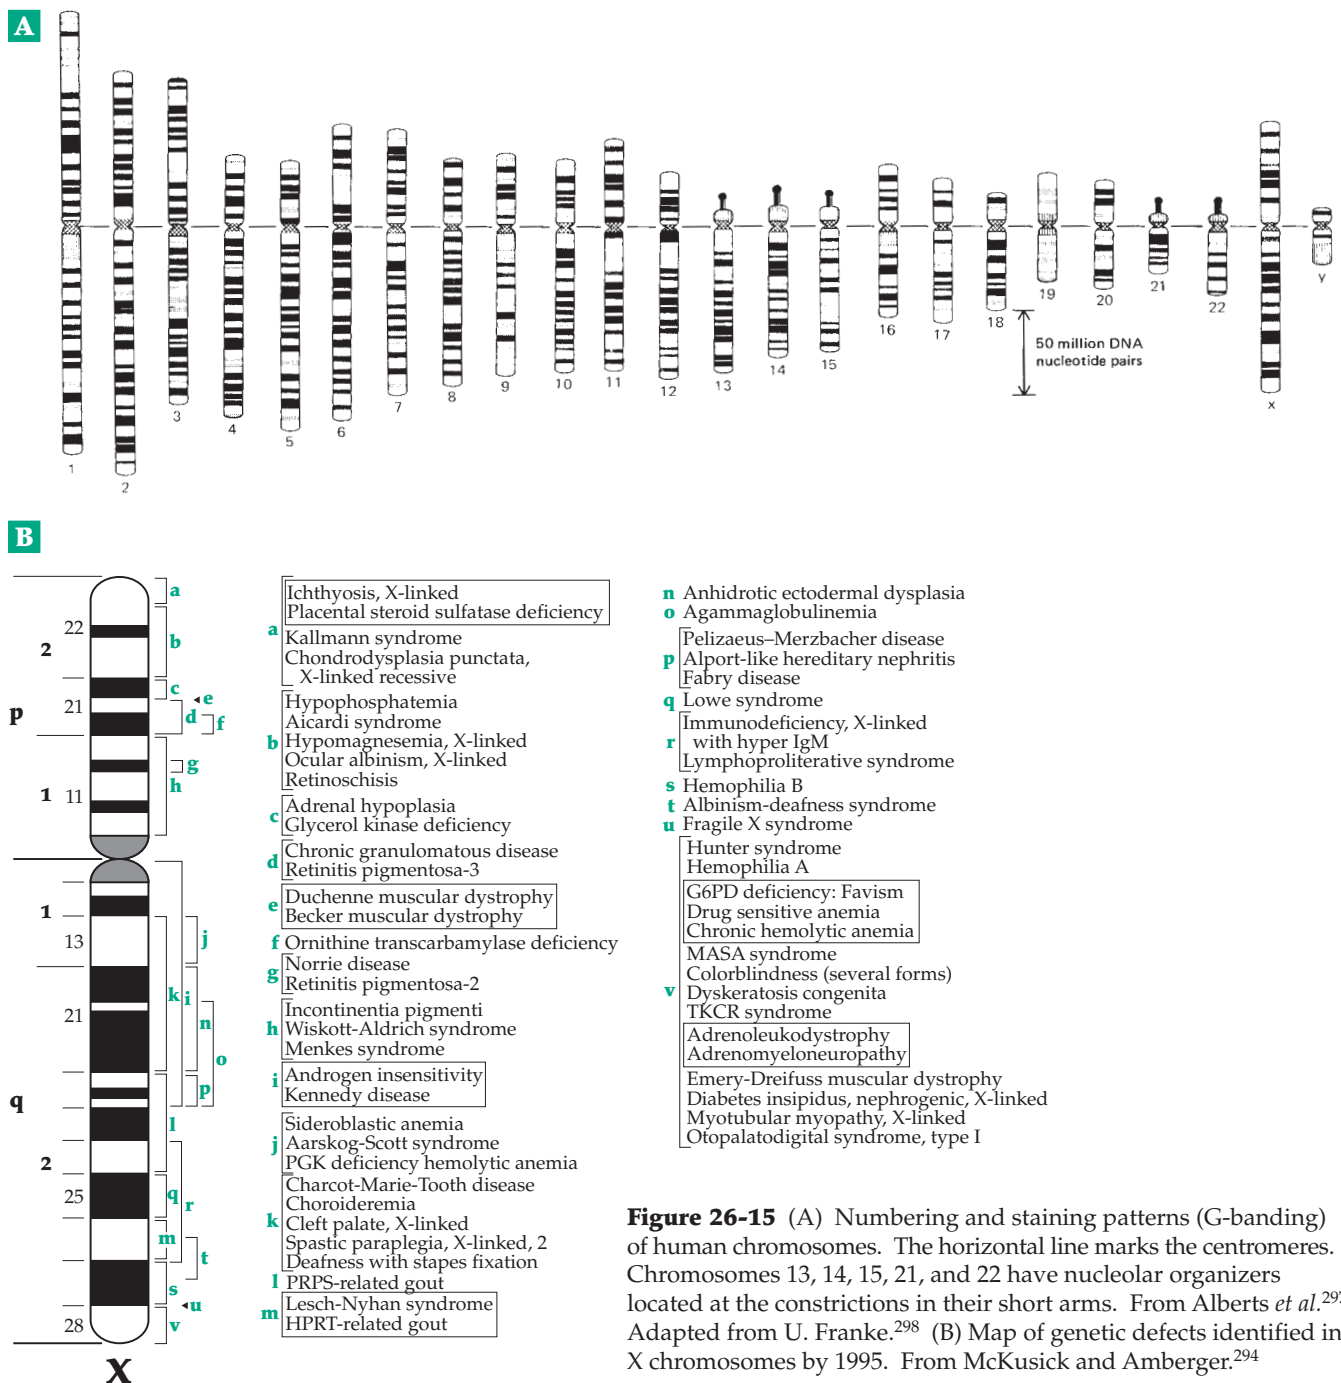 A
1
2
3
4
5
6
7
8
9
10
11
12
13
14
15
16
17
18
19
20
21
22
x
y
50 million DNA
nucleotide pairs
B
p
2
22
21
1
11
q
1
13
21
2
25
28
X
a
b
c
e
d
f
g
h
j
k
i
n
o
p
l
q
r
m
t
s
u
v
a
Ichthyosis, X-linked
Placental steroid sulfatase deficiency
Kallmann syndrome
Chondrodysplasia punctata,
X-linked recessive
b
Hypophosphatemia
Aicardi syndrome
Hypomagnesemia, X-linked
Ocular albinism, X-linked
Retinoschisis
c
Adrenal hypoplasia
Glycerol kinase deficiency
d
Chronic granulomatous disease
Retinitis pigmentosa-3
e
Duchenne muscular dystrophy
Becker muscular dystrophy
f Ornithine transcarbamylase deficiency
g
Norrie disease
Retinitis pigmentosa-2
h
Incontinentia pigmenti
Wiskott-Aldrich syndrome
Menkes syndrome
i
Androgen insensitivity
Kennedy disease
j
Sideroblastic anemia
Aarskog-Scott syndrome
PGK deficiency hemolytic anemia
k
Charcot-Marie-Tooth disease
Choroideremia
Cleft palate, X-linked
Spastic paraplegia, X-linked, 2
Deafness with stapes fixation
l PRPS-related gout
m
Lesch-Nyhan syndrome
HPRT-related gout
n Anhidrotic ectodermal dysplasia
o Agammaglobulinemia
p
Pelizaeus–Merzbacher disease
Alport-like hereditary nephritis
Fabry disease
q Lowe syndrome
r
Immunodeficiency, X-linked
with hyper IgM
Lymphoproliterative syndrome
s Hemophilia B
t Albinism-deafness syndrome
u Fragile X syndrome
v
Hunter syndrome
Hemophilia A
G6PD deficiency: Favism
Drug sensitive anemia
Chronic hemolytic anemia
MASA syndrome
Colorblindness (several forms)
Dyskeratosis congenita
TKCR syndrome
Adrenoleukodystrophy
Adrenomyeloneuropathy
Emery-Dreifuss muscular dystrophy
Diabetes insipidus, nephrogenic, X-linked
Myotubular myopathy, X-linked
Otopalatodigital syndrome, type I
Figure 26-15 (A) Numbering and staining patterns (G-banding)
of human chromosomes. The horizontal line marks the centromeres.
Chromosomes 13, 14, 15, 21, and 22 have nucleolar organizers
located at the constrictions in their short arms. From Alberts et al.
Adapted from U. Franke.298 (B) Map of genetic defects identified in
X chromosomes by 1995. From McKusick and Amberger.294